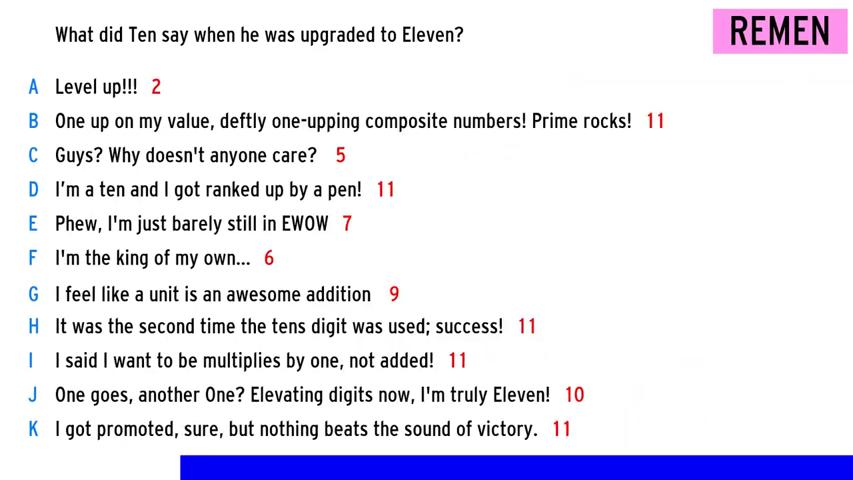 What did Ten say when he was upgraded to Eleven?
REMEN
A Level up!!! 2
B One up on my value, deftly one-upping composite numbers! Prime rocks! 11
C Guys? Why doesn't anyone care? 5
D I'm a ten and I got ranked up by a pen! 11
E Phew, I'm just barely still in EWOW 7
F I'm the king of my own... 6
G I feel like a unit is an awesome addition 9
H It was the second time the tens digit was used; success! 11
I I said I want to be multiplies by one, not added! 11
J One goes, another One? Elevating digits now, I'm truly Eleven! 10
K I got promoted, sure, but nothing beats the sound of victory. 11